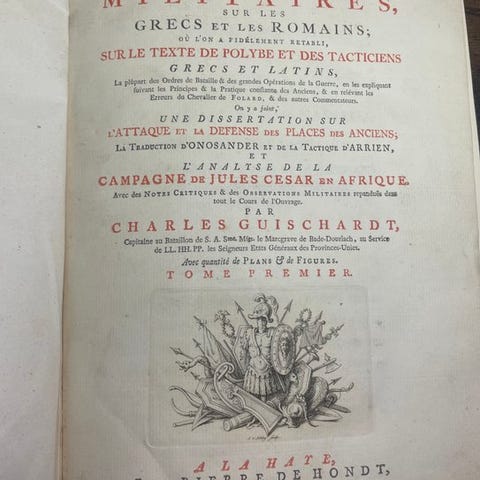 MILITAIRES,
SUR LES
GRECS ET LES ROMAINS;
OÙ L'ON A FIDÉLEMENT RETABLI,
SUR LE TEXTE DE POLYBE ET DES TACTICIENS
GRECS ET LATINS,
La plûpart des Ordres de Bataille & des grandes Opérations de la Guerre, en les expliquant
suivant les Principes & la Pratique constante des Anciens, & en relevant les
Erreurs du Chevalier de FOLARD, & des autres Commentateurs.
On y a joint,
UNE DISSERTATION SUR
L'ATTAQUE ET LA DEFENSE DES PLACES DES ANCIENS;
LA TRADUCTION D'ONOSANDER ET DE LA TACTIQUE D'ARRIEN,
ET
L'ANALYSE DE LA
CAMPAGNE DE JULES CESAR EN AFRIQUE.
Avec des NOTES CRITIQUES & des OBSERVATIONS MILITAIRES repandues dans
tout le Cours de l'Ouvrage.
PAR
CHARLES GUISCHARDT,
Capitaine au Bataillon de S. A. Sme. Msgr. le Marcgrave de Bade-Dourlach, au Service
de LL. HH. PP. les Seigneurs Etats Généraux des Provinces-Unies.
Avec quantité de PLANS & de FIGURES.
TOME PREMIER.
A LA HAYE,
PIERRE DE HONDT,